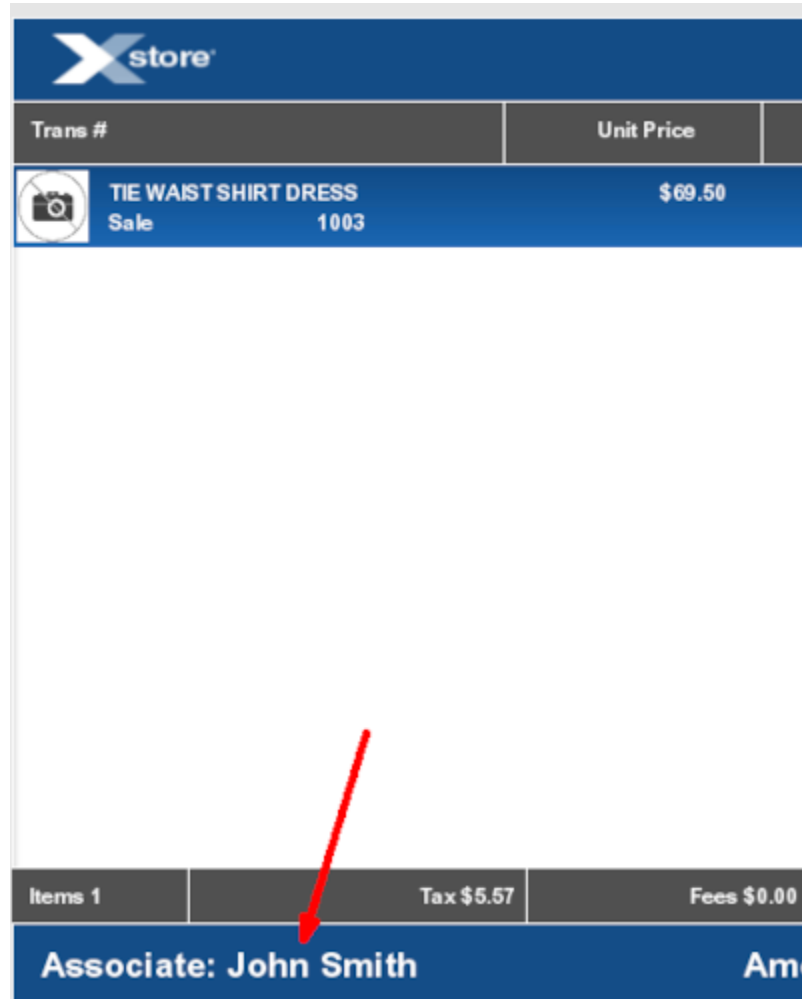 Xstore
Trans # Unit Price
TIE WAIST SHIRT DRESS $69.50
Sale 1003
Items 1 Tax $5.57 Fees $0.00
Associate: John Smith